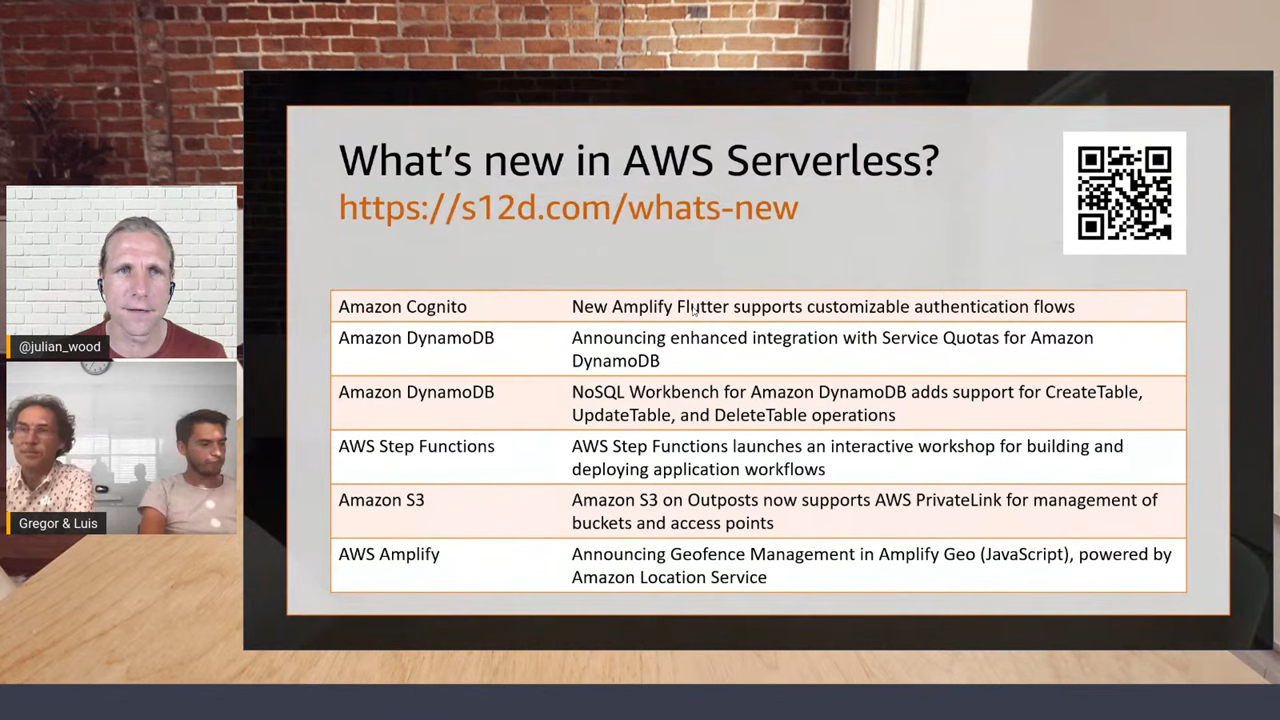 What's new in AWS Serverless?
https://s12d.com/whats-new
Amazon Cognito
New Amplify Flutter supports customizable authentication flows
Amazon DynamoDB
Announcing enhanced integration with Service Quotas for Amazon
DynamoDB
Amazon DynamoDB
NoSQL Workbench for Amazon DynamoDB adds support for CreateTable,
UpdateTable, and DeleteTable operations
AWS Step Functions
AWS Step Functions launches an interactive workshop for building and
deploying application workflows
Amazon S3
Amazon S3 on Outposts now supports AWS PrivateLink for management of
buckets and access points
AWS Amplify
Announcing Geofence Management in Amplify Geo (JavaScript), powered by
Amazon Location Service
@julian_wood
Gregor & Luis